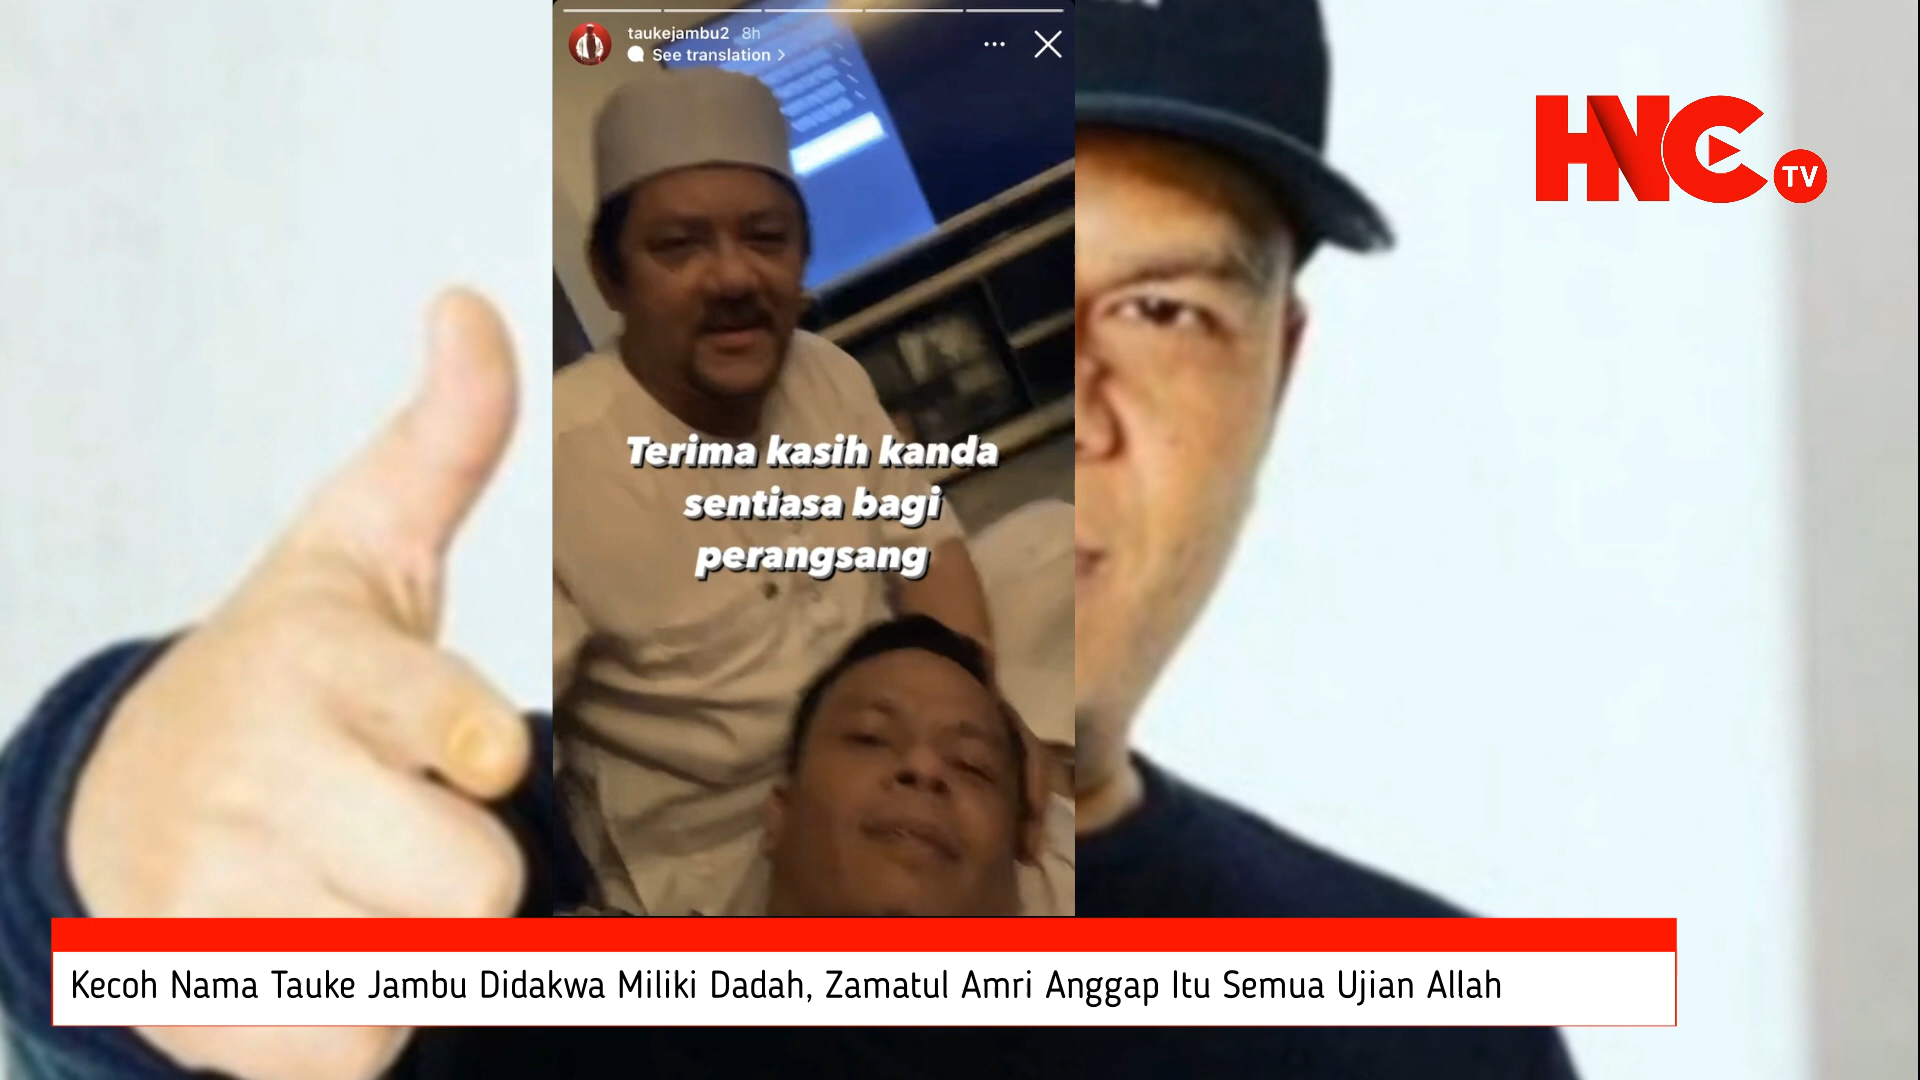 taukejambu2 8h
See translation >
HNC TV
Terima kasih kanda
sentiasa bagi
perangsang
Kecoh Nama Tauke Jambu Didakwa Miliki Dadah, Zamatul Amri Anggap Itu Semua Ujian Allah